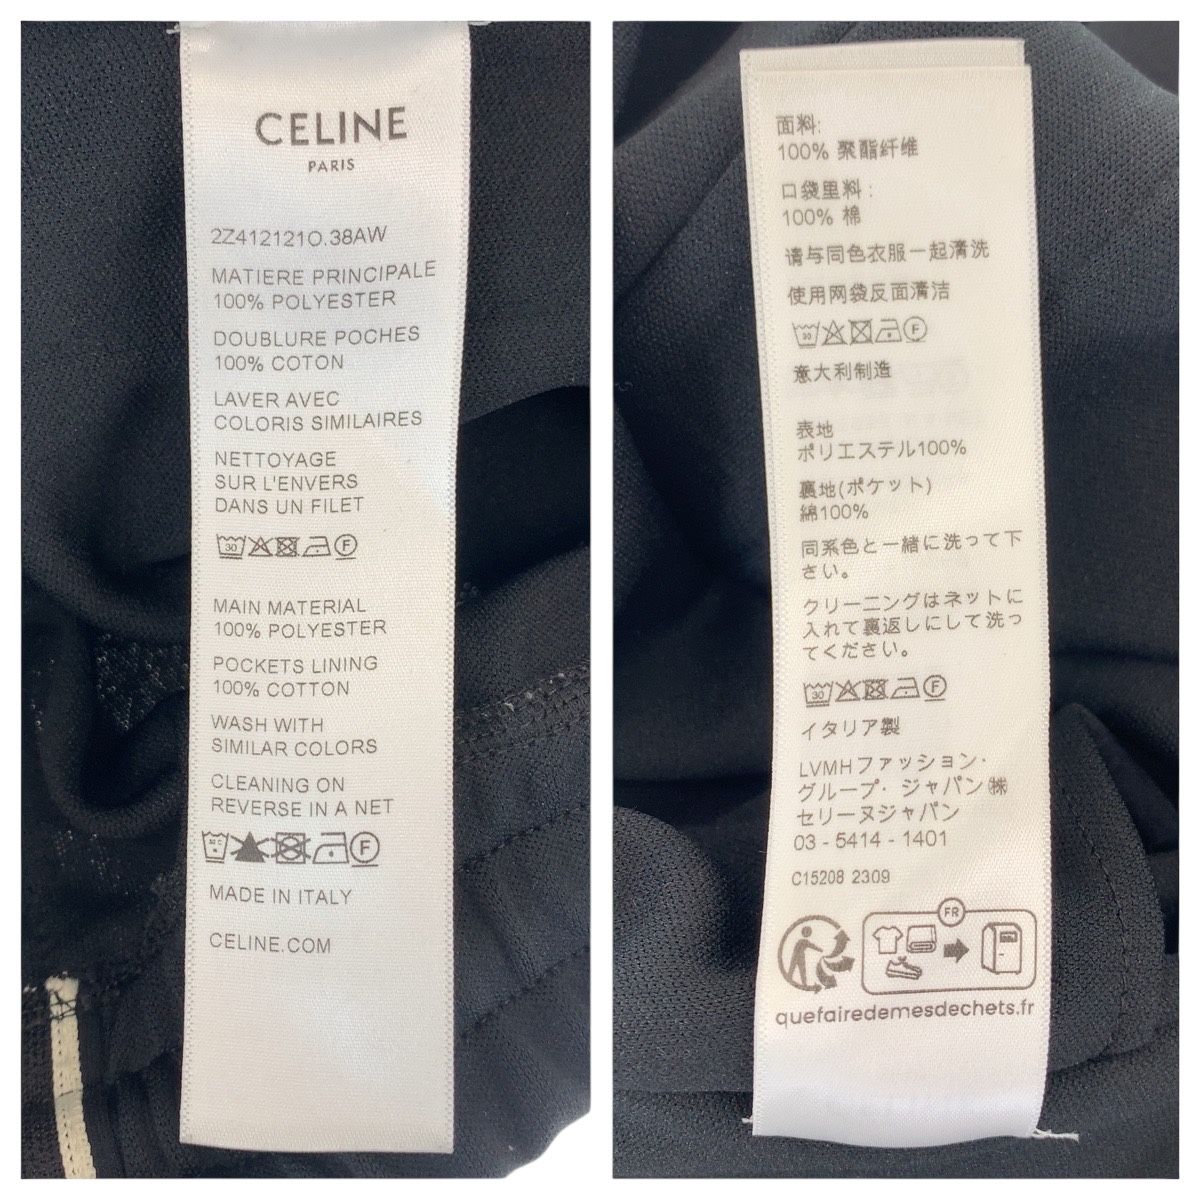 CELINE
PARIS
2Z412121O.38AW
MATIERE PRINCIPALE
100% POLYESTER
DOUBLURE POCHES
100% COTON
LAVER AVEC
COLORIS SIMILAIRES
NETTOYAGE
SUR L'ENVERS
DANS UN FILET
30
F
MAIN MATERIAL
100% POLYESTER
POCKETS LINING
100% COTTON
WASH WITH
SIMILAR COLORS
CLEANING ON
REVERSE IN A NET
F
MADE IN ITALY
CELINE.COM
面料:
100% 聚酯纤维
口袋里料:
100% 棉
请与同色衣服一起清洗
使用网袋反面清洁
30
F
意大利制造
表地
ポリエステル100%
裏地(ポケット)
綿100%
同系色と一緒に洗って下
さい。
クリーニングはネットに
入れて裏返しにして洗っ
てください。
30
F
イタリア製
LVMHファッション・
グループ・ジャパン㈱
セリーヌジャパン
03 - 5414 - 1401
C15208 2309
FR
quefairedemesdechets.fr